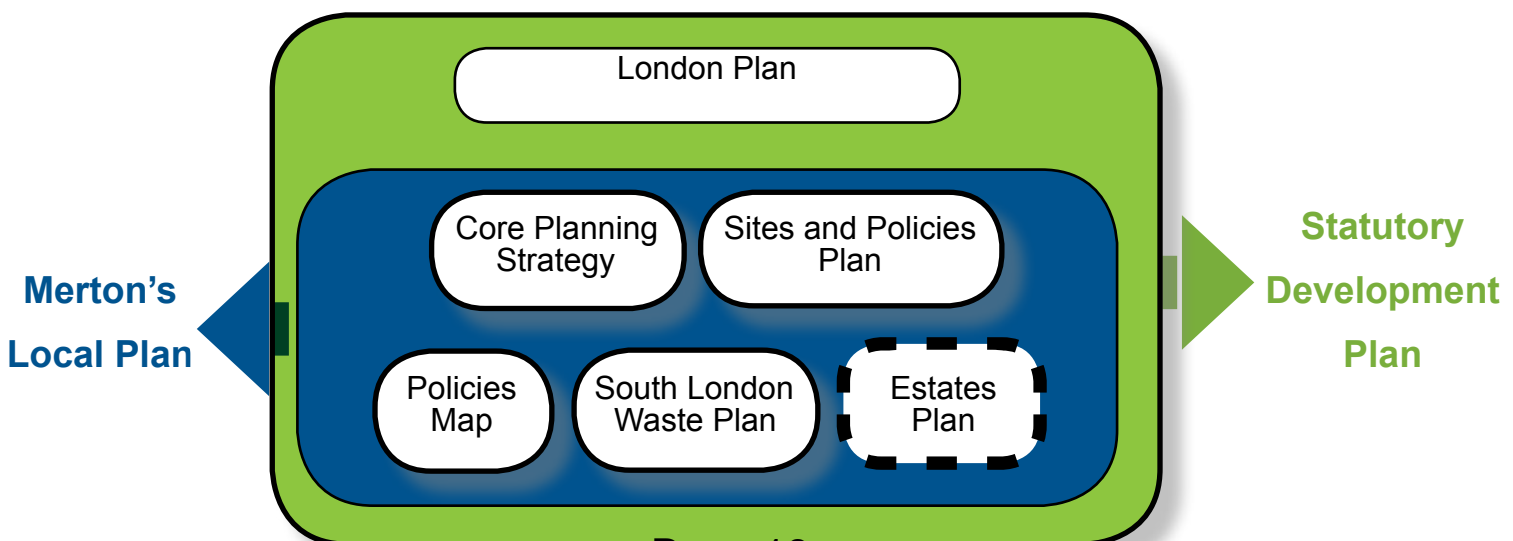 London Plan
Core Planning
Strategy
Sites and Policies
Plan
Merton's
Local Plan
Statutory
Development
Plan
Policies
Map
South London
Waste Plan
Estates
Plan